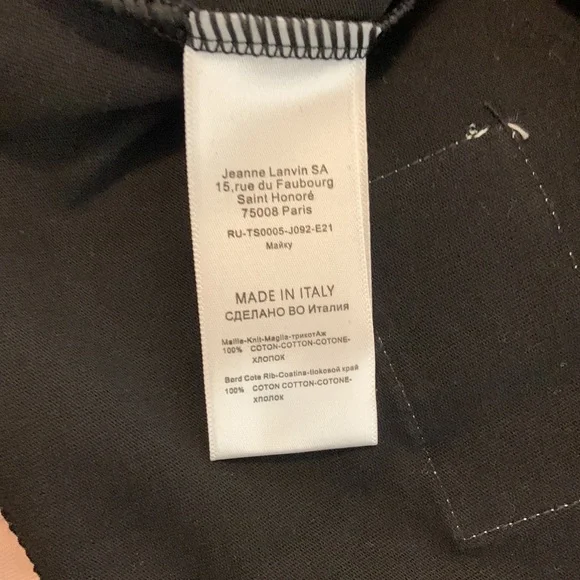 Jeanne Lanvin SA
15,rue du Faubourg
Saint Honoré
75008 Paris
RU-TS0005-J092-E21
Майку
MADE IN ITALY
СДЕЛАНО ВО Италия
Maille-Knit-Maglia-трикотАж
100% COTON-COTTON-COTONE-
хлопок
Bord Cote Rib-Costina-боковой край
100% COTON COTTON-COTONE-
хлопок